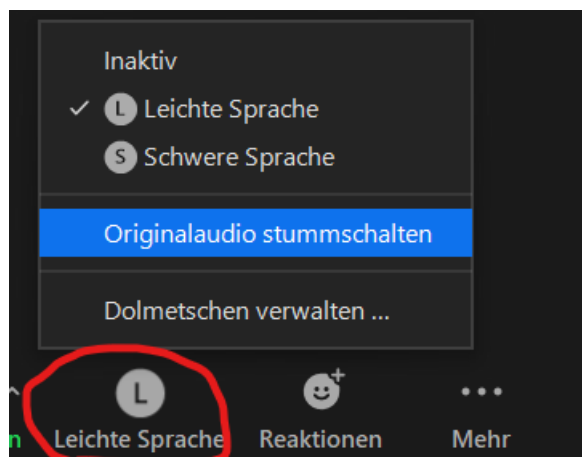 Inaktiv
L Leichte Sprache
S Schwere Sprache
Originalaudio stummschalten
Dolmetschen verwalten ...
L
n Leichte Sprache Reaktionen Mehr